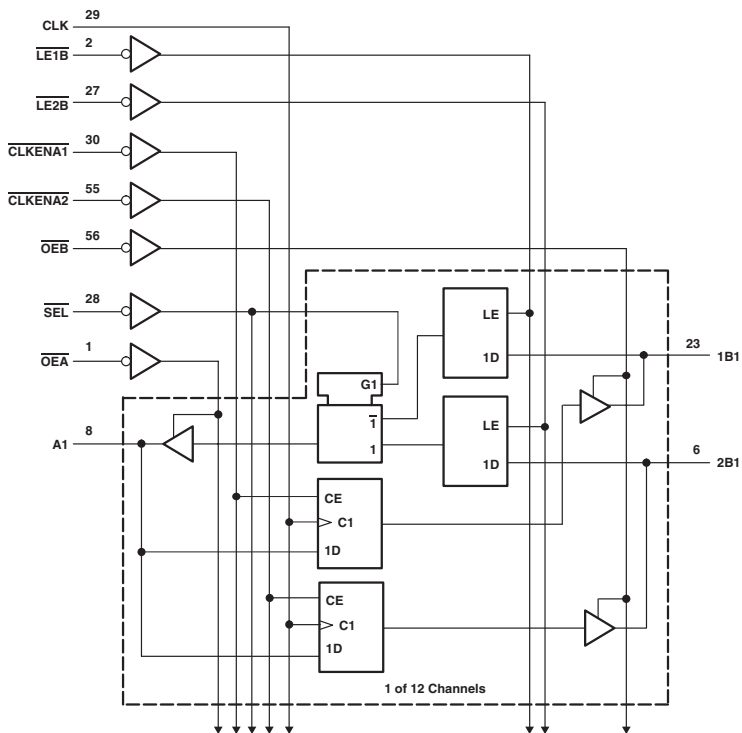 CLK 29
LE1B 2
LE2B 27
CLKENA1 30
CLKENA2 55
OEB 56
SEL 28
OEA 1
LE
1D
23 1B1
G1
1
1
LE
1D
6 2B1
A1 8
CE
C1
1D
CE
C1
1D
1 of 12 Channels